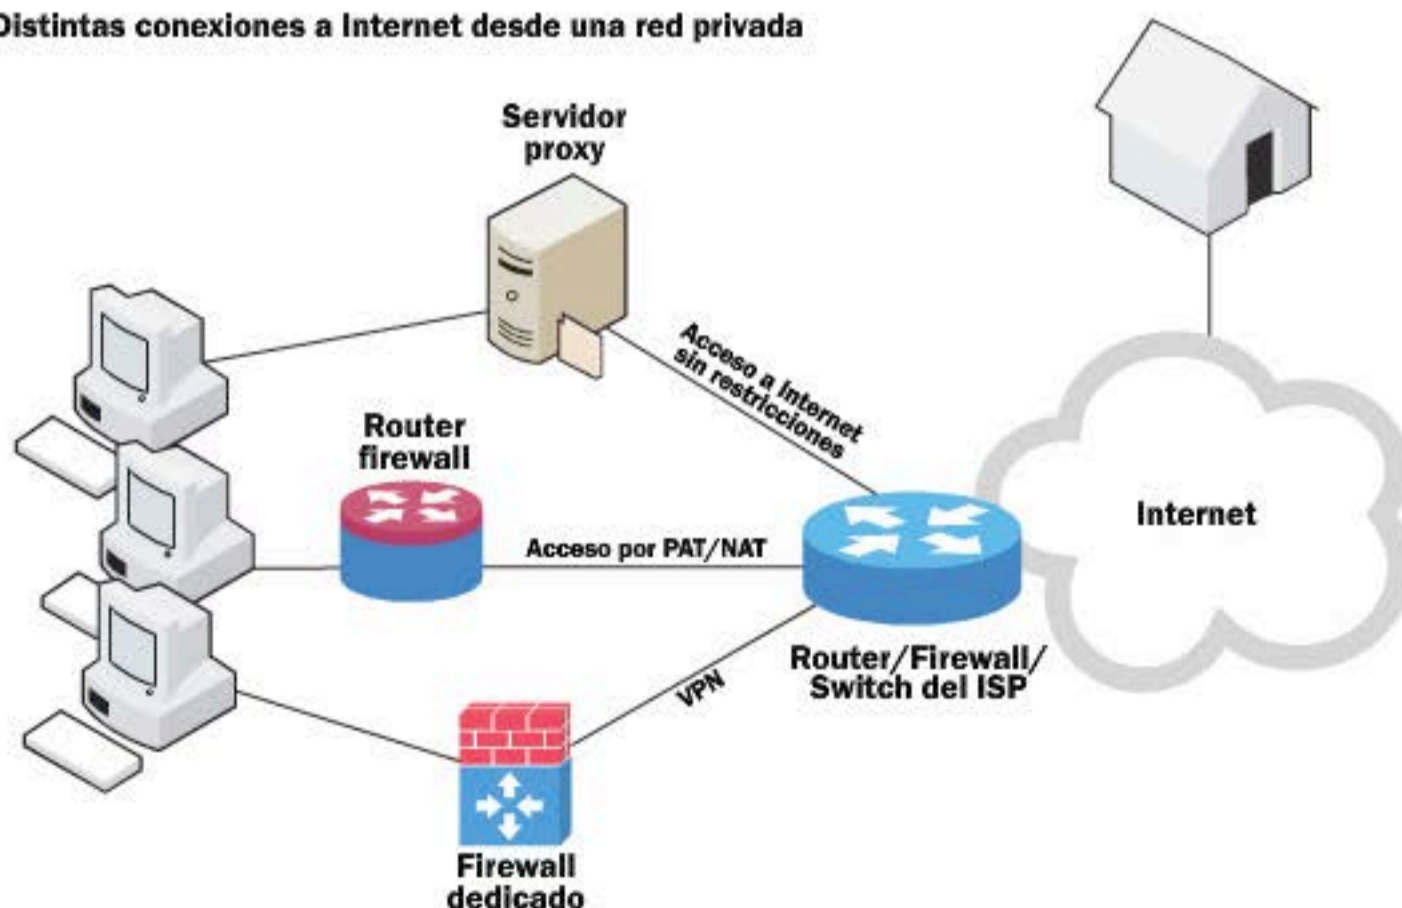 Distintas conexiones a Internet desde una red privada
Servidor
proxy
Acceso a Internet
sin restricciones
Router
firewall
Acceso por PAT/NAT
Internet
Router/Firewall/
Switch del ISP
VPN
Firewall
dedicado